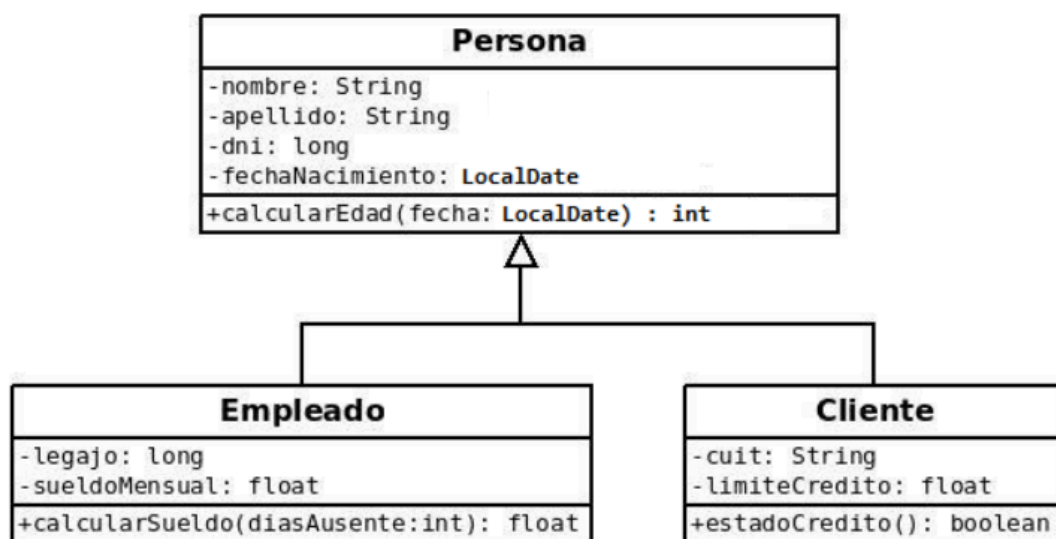 Persona
-nombre: String
-apellido: String
-dni: long
-fechaNacimiento: LocalDate
+calcularEdad(fecha: LocalDate) : int
Empleado
-legajo: long
-sueldoMensual: float
+calcularSueldo(diasAusente:int): float
Cliente
-cuit: String
-limiteCredito: float
+estadoCredito(): boolean